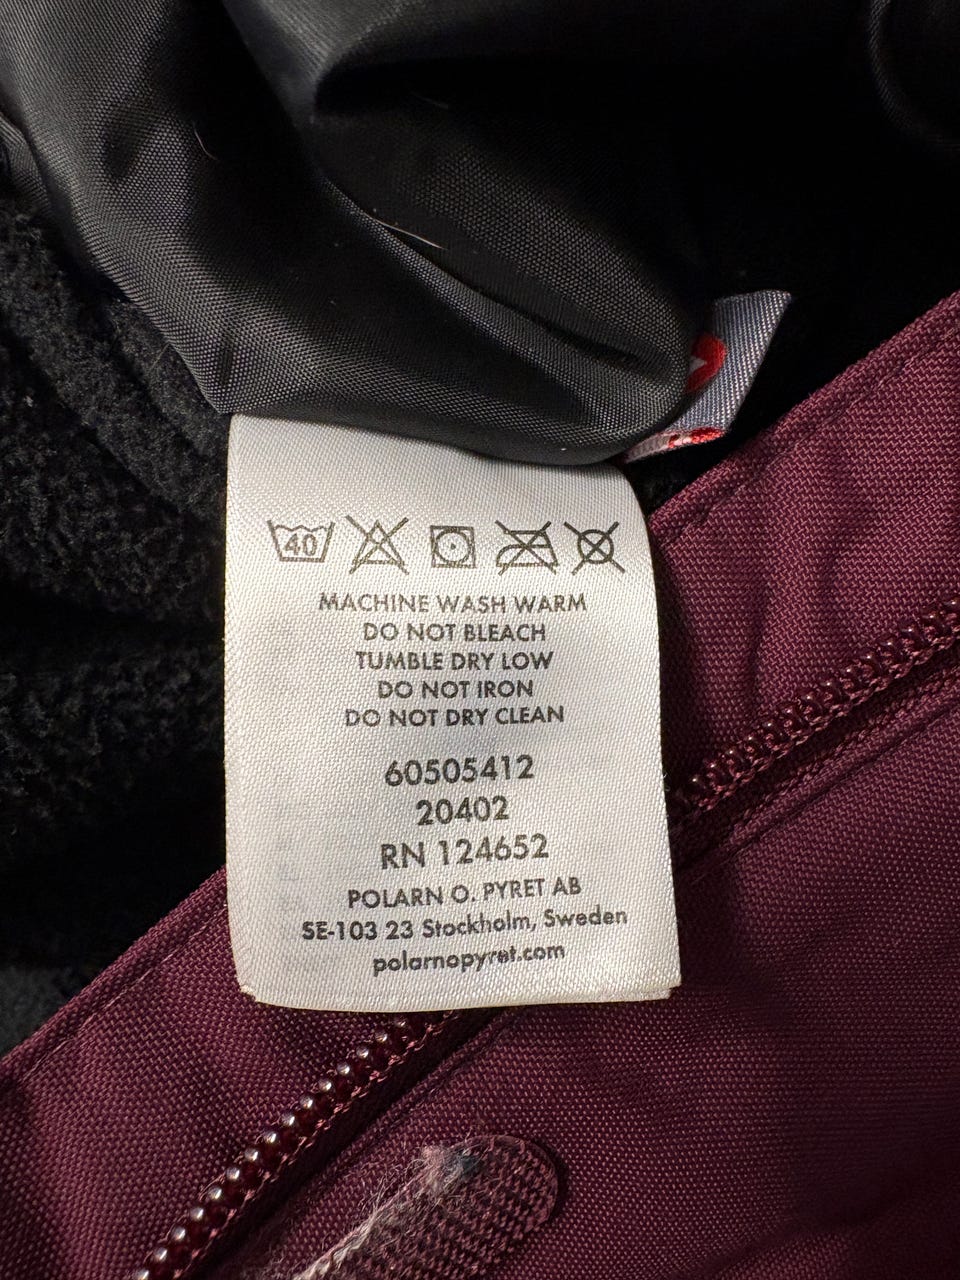 40
MACHINE WASH WARM
DO NOT BLEACH
TUMBLE DRY LOW
DO NOT IRON
DO NOT DRY CLEAN
60505412
20402
RN 124652
POLARN O. PYRET AB
SE-103 23 Stockholm, Sweden
polarnopyret.com